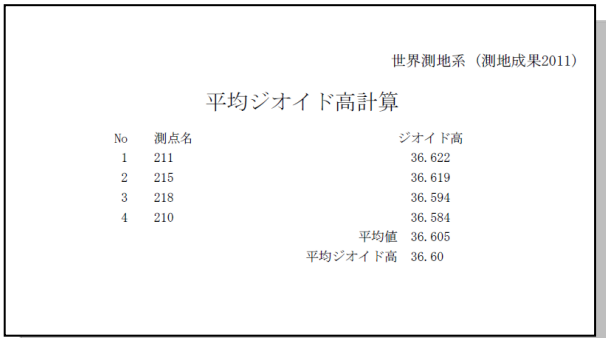 世界測地系（測地成果2011）
平均ジオイド高計算
No 測点名 ジオイド高
1 211 36.622
2 215 36.619
3 218 36.594
4 210 36.584
平均値 36.605
平均ジオイド高 36.60